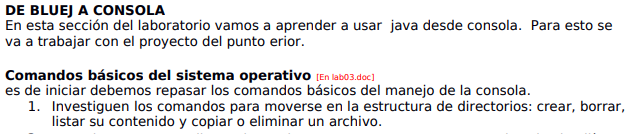 DE BLUEJ A CONSOLA
En esta sección del laboratorio vamos a aprender a usar java desde consola. Para esto se
va a trabajar con el proyecto del punto erior.
Comandos básicos del sistema operativo [En lab03.doc]
es de iniciar debemos repasar los comandos básicos del manejo de la consola.
1. Investiguen los comandos para moverse en la estructura de directorios: crear, borrar,
listar su contenido y copiar o eliminar un archivo.